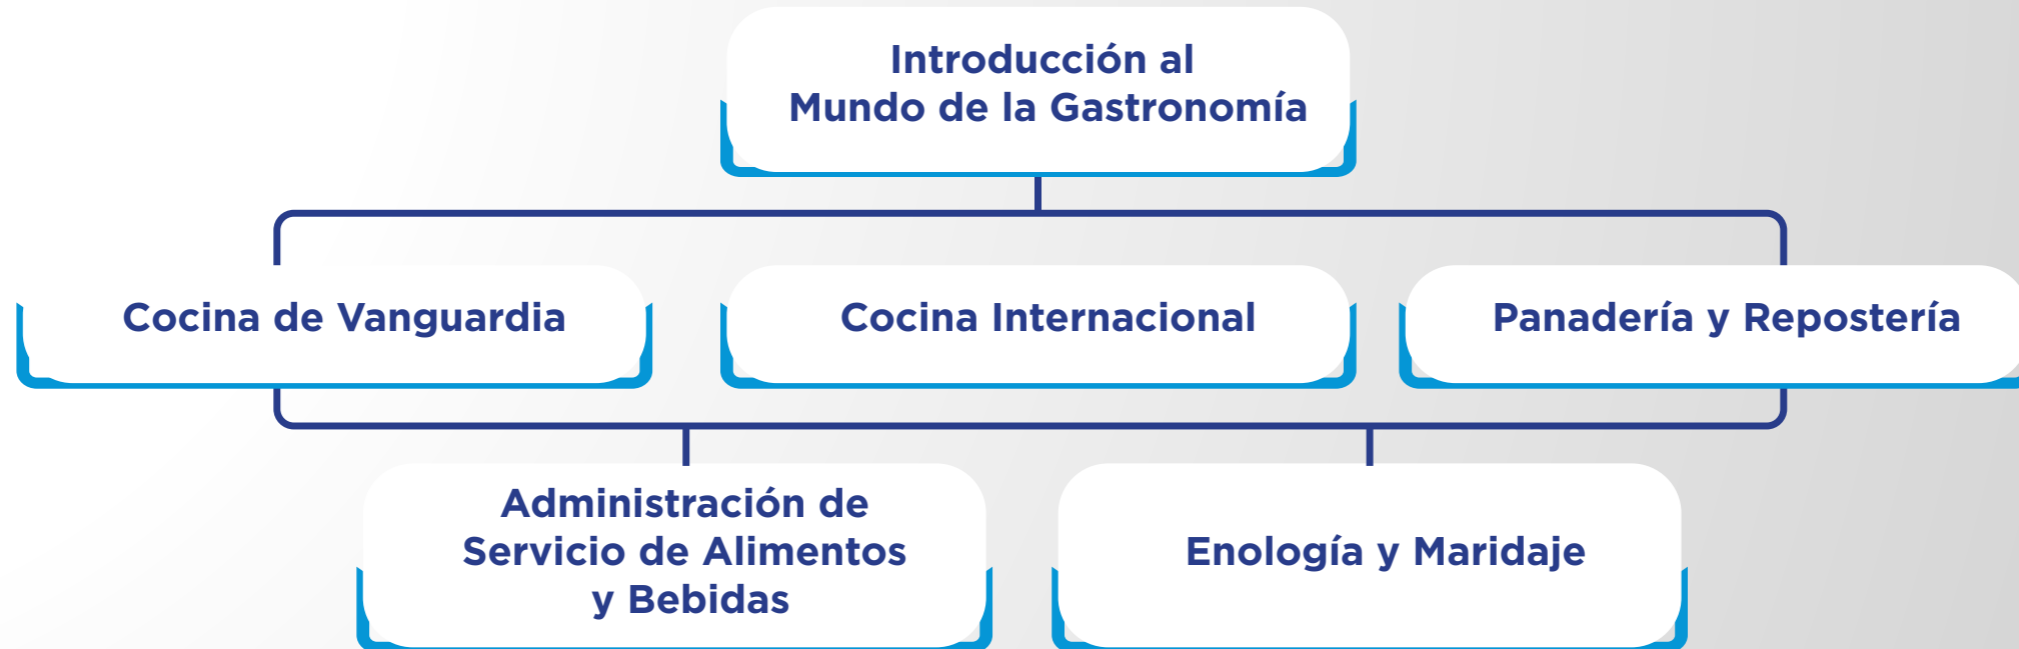 Introducción al
Mundo de la Gastronomía
Cocina de Vanguardia
Cocina Internacional
Panadería y Repostería
Administración de
Servicio de Alimentos
y Bebidas
Enología y Maridaje